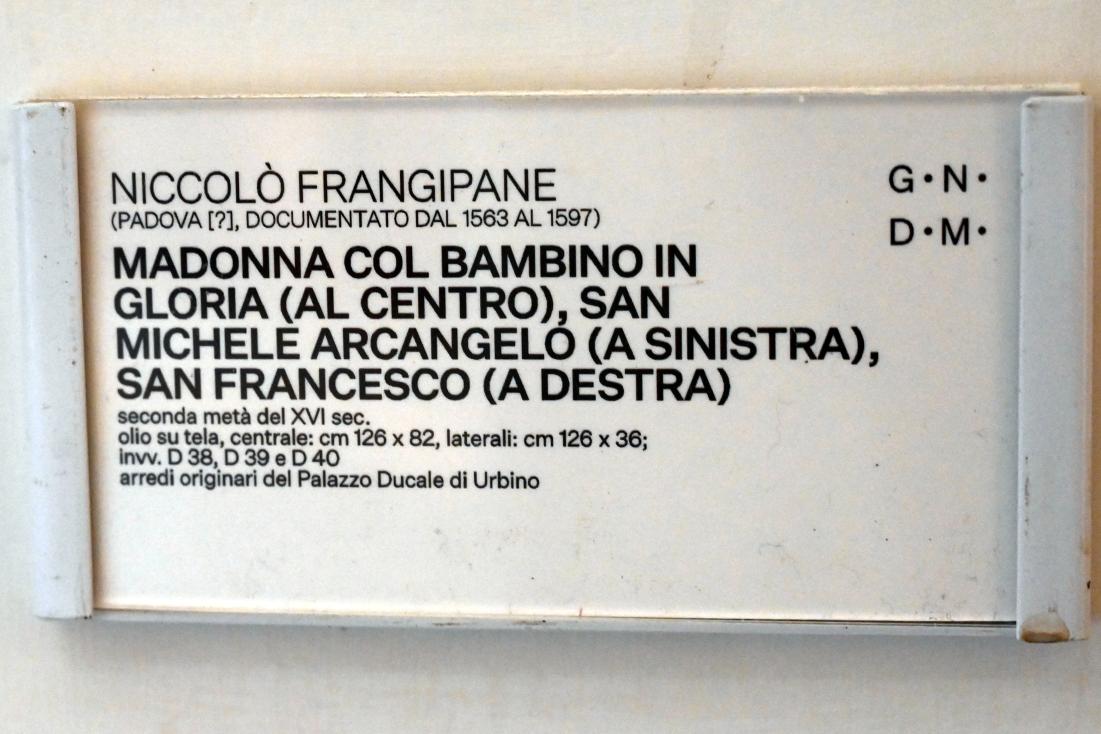 NICCOLÒ FRANGIPANE
(PADOVA [?], DOCUMENTATO DAL 1563 AL 1597)
MADONNA COL BAMBINO IN
GLORIA (AL CENTRO), SAN
MICHELE ARCANGELO (A SINISTRA),
SAN FRANCESCO (A DESTRA)
seconda metà del XVI sec.
olio su tela, centrale: cm 126 x 82, laterali: cm 126 x 36;
invv. D 38, D 39 e D 40
arredi originari del Palazzo Ducale di Urbino
G•N•
D•M•